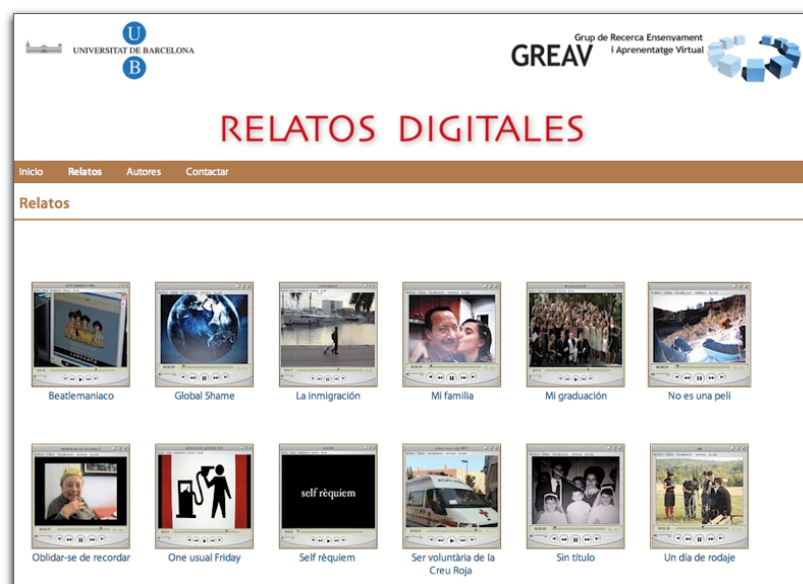 U
UNIVERSITAT DE BARCELONA
B
GREAV
Grup de Recerca Ensenyament
i Aprenentatge Virtual
RELATOS DIGITALES
Inicio Relatos Autores Contactar
Relatos
Beatlemaniaco Global Shame La inmigración Mi familia Mi graduación No es una peli
self rèquiem
Oblidar-se de recordar One usual Friday Self rèquiem Ser voluntària de la Creu Roja Sin título Un día de rodaje